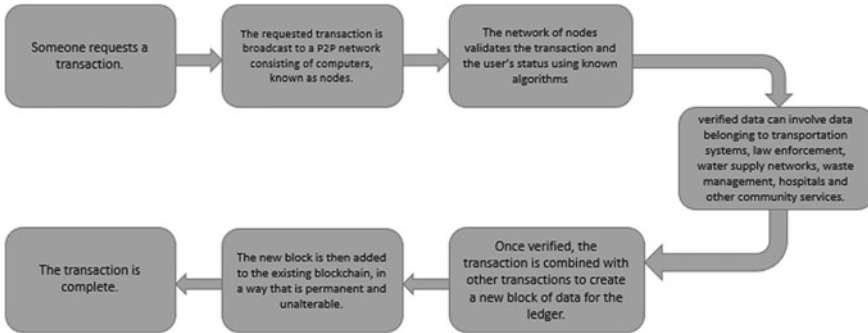 Someone requests a
transaction.
The requested transaction is
broadcast to a P2P network
consisting of computers,
known as nodes.
The network of nodes
validates the transaction and
the user's status using known
algorithms
verified data can involve data
belonging to transportation
systems, law enforcement,
water supply networks, waste
management, hospitals and
other community services.
Once verified, the
transaction is combined with
other transactions to create
a new block of data for the
ledger.
The new block is then added
to the existing blockchain, in
a way that is permanent and
unalterable.
The transaction is
complete.